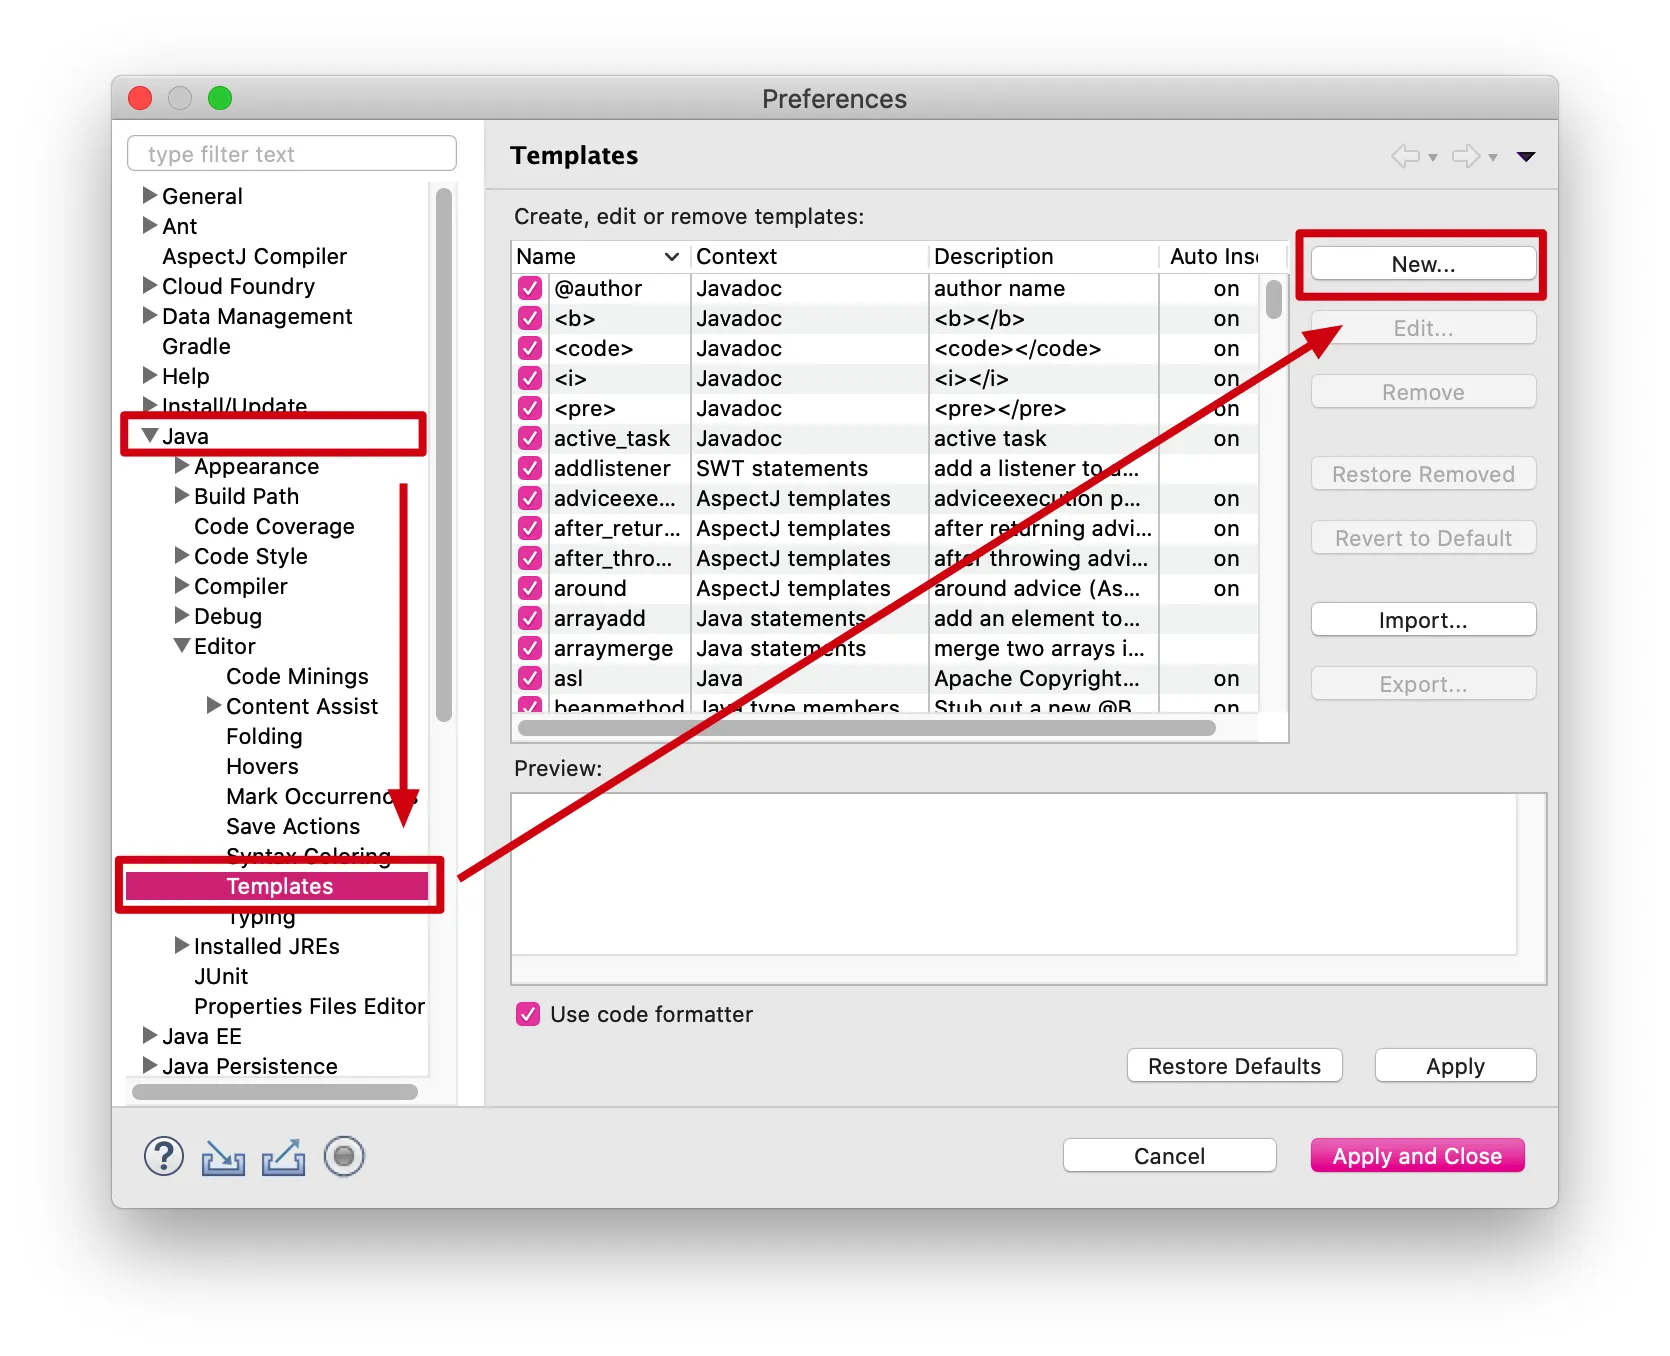 Preferences
type filter text
General
Ant
AspectJ Compiler
Cloud Foundry
Data Management
Gradle
Help
Install/Update
Java
Appearance
Build Path
Code Coverage
Code Style
Compiler
Debug
Editor
Code Minings
Content Assist
Folding
Hovers
Mark Occurrences
Save Actions
Syntax Coloring
Templates
Typing
Installed JREs
JUnit
Properties Files Editor
Java EE
Java Persistence
Templates
Create, edit or remove templates:
Name Context Description Auto Inse
@author Javadoc author name on
<b> Javadoc <b></b> on
<code> Javadoc <code></code> on
<i> Javadoc <i></i> on
<pre> Javadoc <pre></pre> on
active_task Javadoc active task on
addlistener SWT statements add a listener to a...
adviceexe... AspectJ templates adviceexecution p... on
after_retur... AspectJ templates after returning advi... on
after_thro... AspectJ templates after throwing advi... on
around AspectJ templates around advice (As... on
arrayadd Java statements add an element to...
arraymerge Java statements merge two arrays i...
asl Java Apache Copyright... on
beanmethod Java type members Stub out a new @B... on
New...
Edit...
Remove
Restore Removed
Revert to Default
Import...
Export...
Preview:
Use code formatter
Restore Defaults Apply
? Cancel Apply and Close